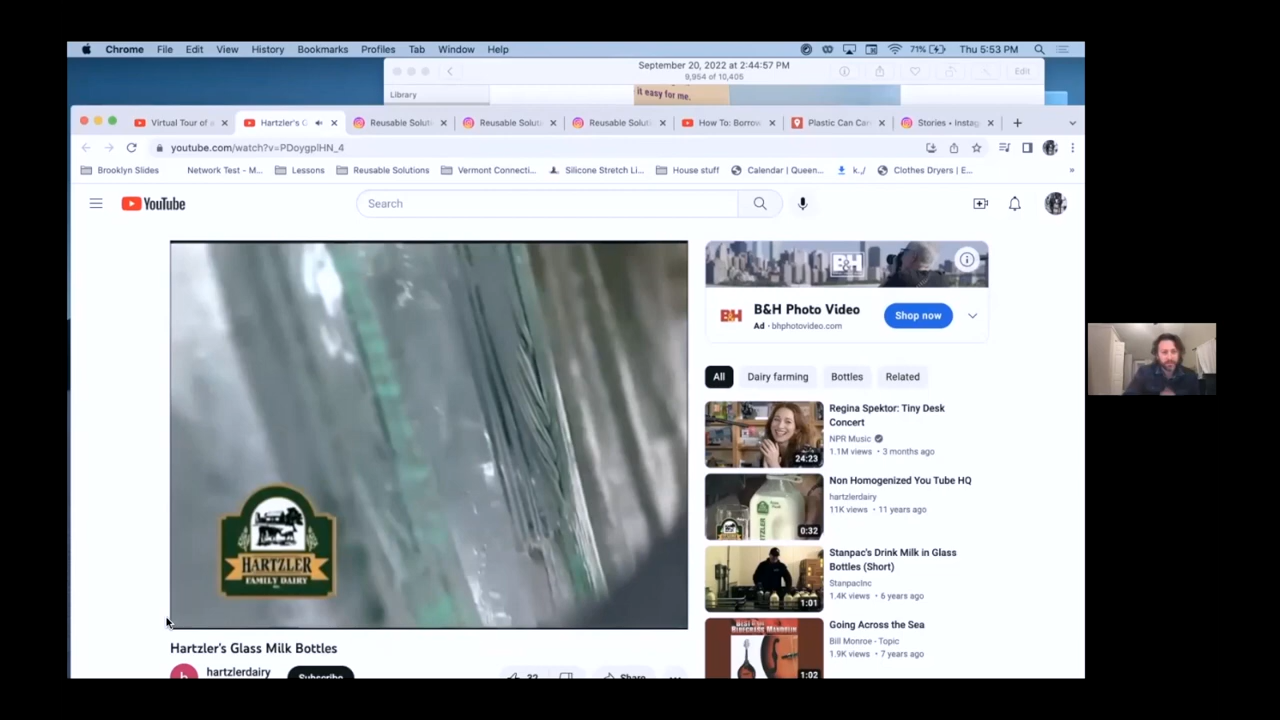 Chrome File Edit View History Bookmarks Profiles Tab Window Help 71% Thu 5:53 PM
September 20, 2022 at 2:44:57 PM
9,954 of 10,405
Edit
Library
it easy for me.
Virtual Tour of a
Hartzler's G
Reusable Soluti
Reusable Soluti
Reusable Soluti
How To: Borrow
Plastic Can Car
Stories • Instag
youtube.com/watch?v=PDoygplHN_4
Brooklyn Slides Network Test - M... Lessons Reusable Solutions Vermont Connecti... Silicone Stretch Li... House stuff Calendar | Queen... k../ Clothes Dryers | E... »
YouTube
Search
HARTZLER
FAMILY DAIRY
Hartzler's Glass Milk Bottles
hartzlerdairy
Subscribe
32
Share
B&H
B&H
B&H Photo Video
Ad · bhphotovideo.com
Shop now
All Dairy farming Bottles Related
Regina Spektor: Tiny Desk
Concert
NPR Music
1.1M views • 3 months ago
24:23
Non Homogenized You Tube HQ
hartzlerdairy
11K views • 11 years ago
0:32
Stanpac's Drink Milk in Glass
Bottles (Short)
StanpacInc
1.4K views • 6 years ago
1:01
Going Across the Sea
Bill Monroe - Topic
1.9K views • 7 years ago
1:02